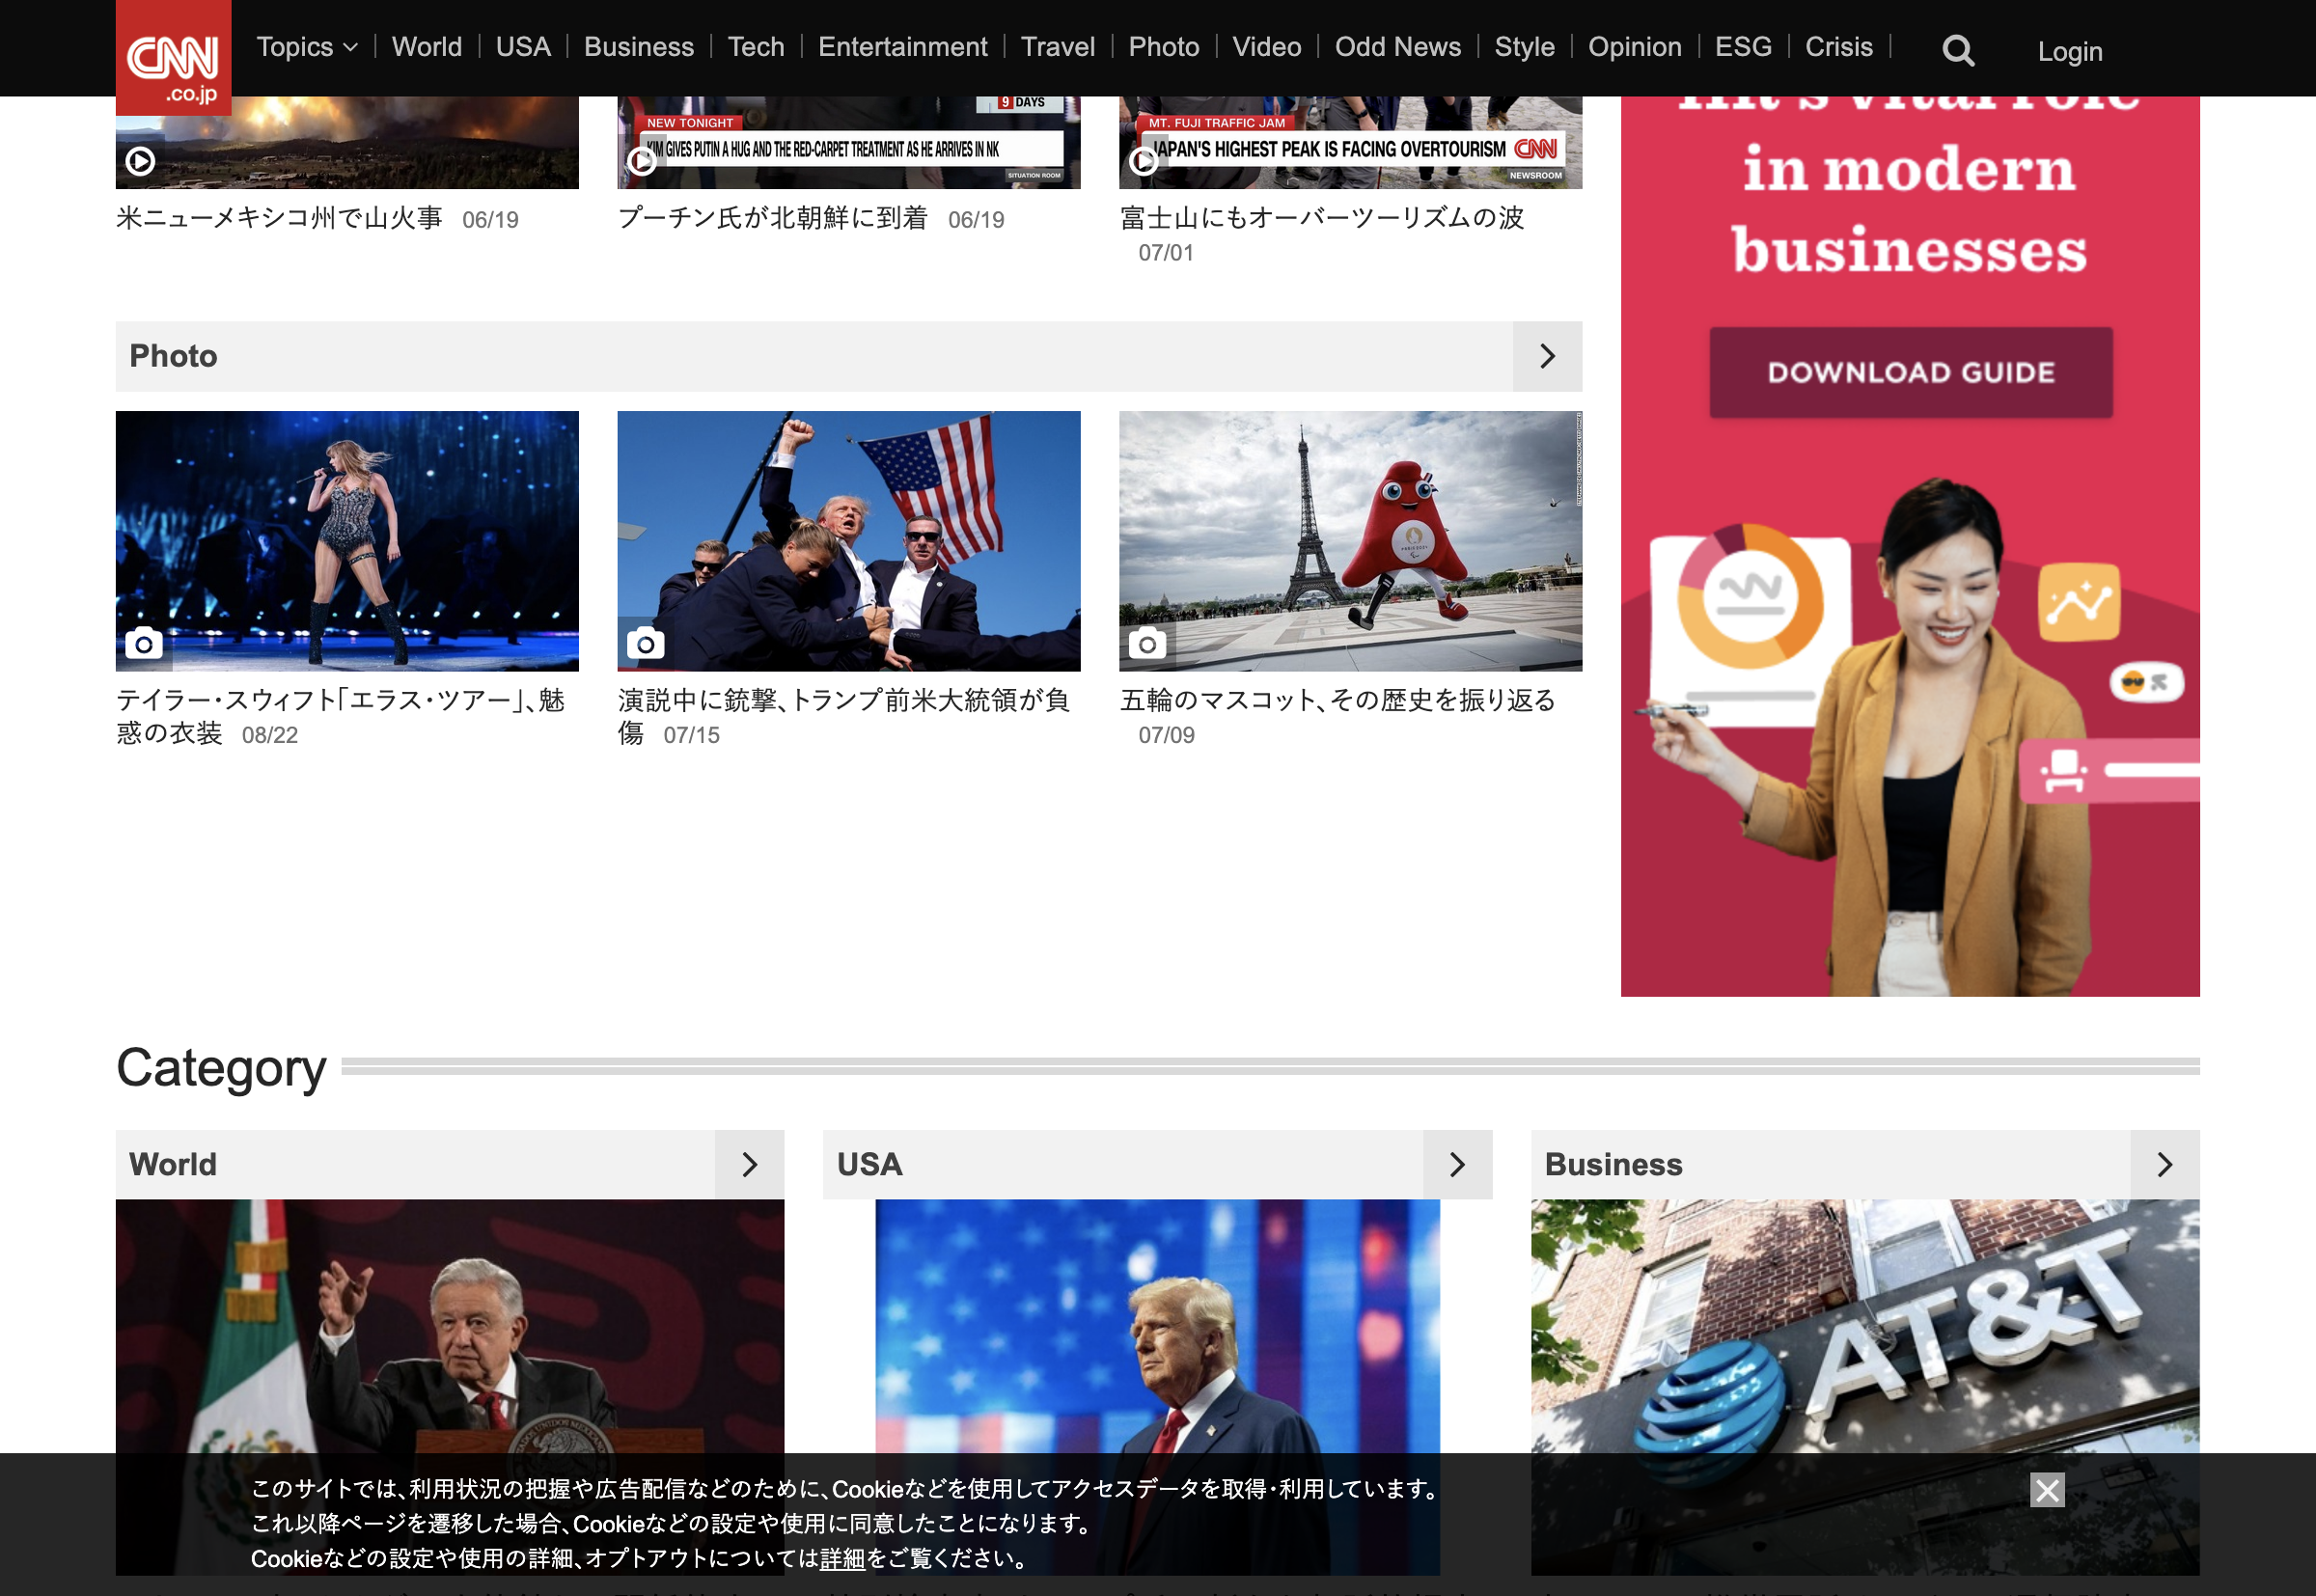 CNN
.co.jp
Topics
World
USA
Business
Tech
Entertainment
Travel
Photo
Video
Odd News
Style
Opinion
ESG
Crisis
Login
9 DAYS
NEW TONIGHT
KIM GIVES PUTIN A HUG AND THE RED-CARPET TREATMENT AS HE ARRIVES IN NK
SITUATION ROOM
MT. FUJI TRAFFIC JAM
JAPAN'S HIGHEST PEAK IS FACING OVERTOURISM CNN
NEWSROOM
米ニューメキシコ州で山火事 06/19
プーチン氏が北朝鮮に到着 06/19
富士山にもオーバーツーリズムの波
07/01
HR's vital role
in modern
businesses
DOWNLOAD GUIDE
Photo
PARIS 2024
テイラー・スウィフト「エラス・ツアー」、魅
惑の衣装 08/22
演説中に銃撃、トランプ前米大統領が負
傷 07/15
五輪のマスコット、その歴史を振り返る
07/09
Category
World
USA
Business
AT&T
このサイトでは、利用状況の把握や広告配信などのために、Cookieなどを使用してアクセスデータを取得・利用しています。
これ以降ページを遷移した場合、Cookieなどの設定や使用に同意したことになります。
Cookieなどの設定や使用の詳細、オプトアウトについては詳細をご覧ください。